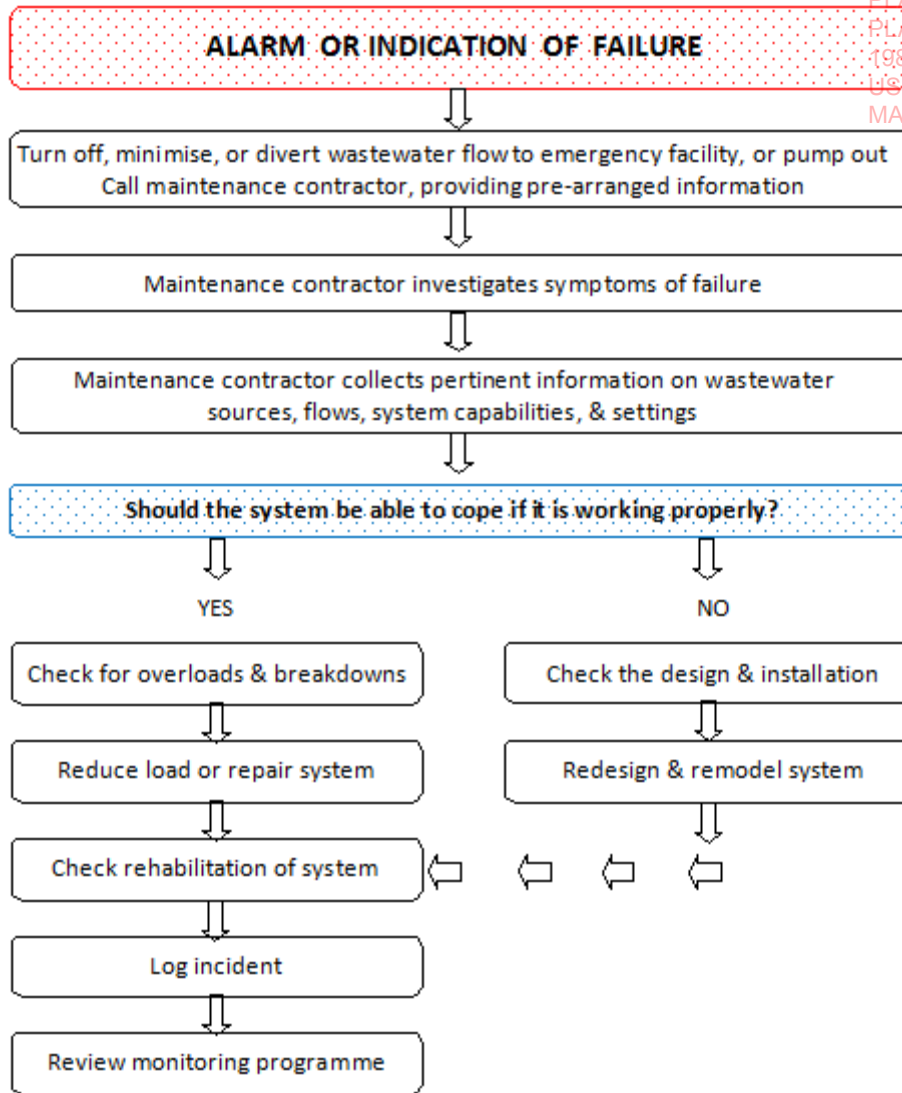 ALARM OR INDICATION OF FAILURE
PLA
198
US
MA
Turn off, minimise, or divert wastewater flow to emergency facility, or pump out
Call maintenance contractor, providing pre-arranged information
Maintenance contractor investigates symptoms of failure
Maintenance contractor collects pertinent information on wastewater
sources, flows, system capabilities, & settings
Should the system be able to cope if it is working properly?
YES
NO
Check for overloads & breakdowns
Check the design & installation
Reduce load or repair system
Redesign & remodel system
Check rehabilitation of system
Log incident
Review monitoring programme